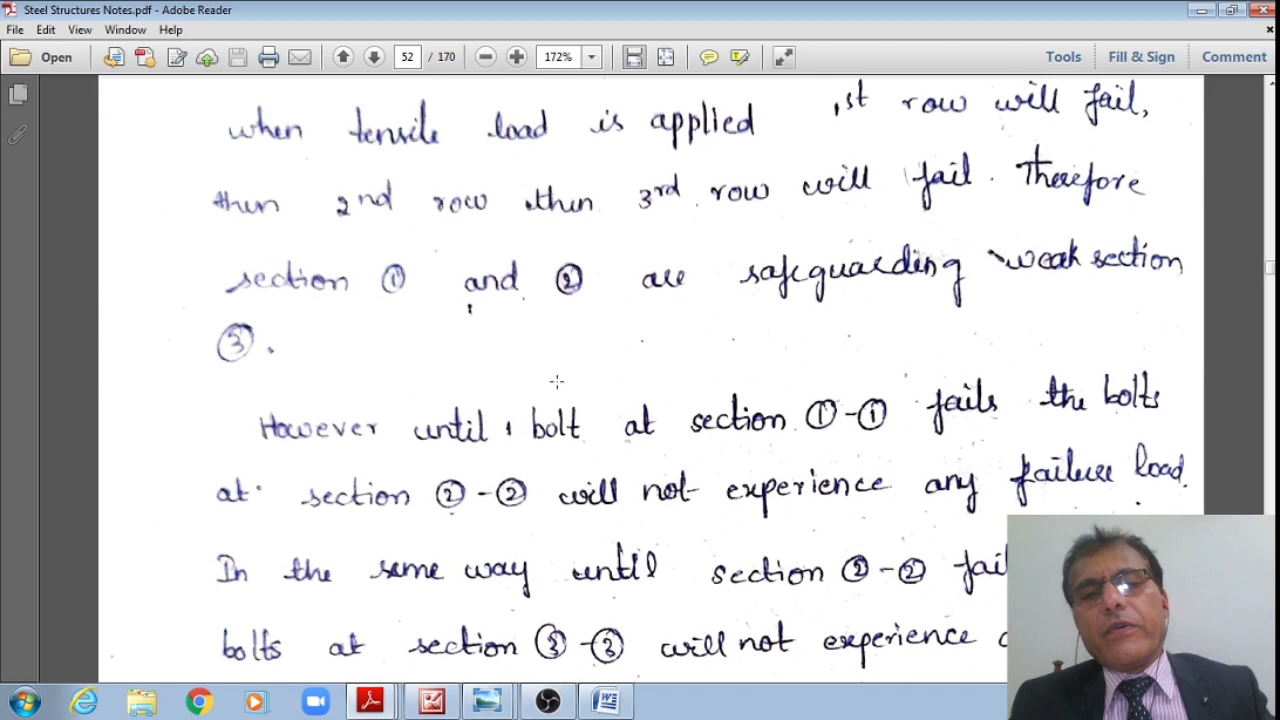 Steel Structures Notes.pdf - Adobe Reader
File Edit View Window Help
Open 52 / 170 172% Tools Fill & Sign Comment
when tensile load is applied 1st row will fail,
then 2nd row then 3rd row will fail. Therefore
section ① and ② are safeguarding weak section
③.
However until bolt at section ①-① fails the bolts
at section ②-② will not experience any failure load.
In the same way until section ②-② fail
bolts at section ③-③ will not experience